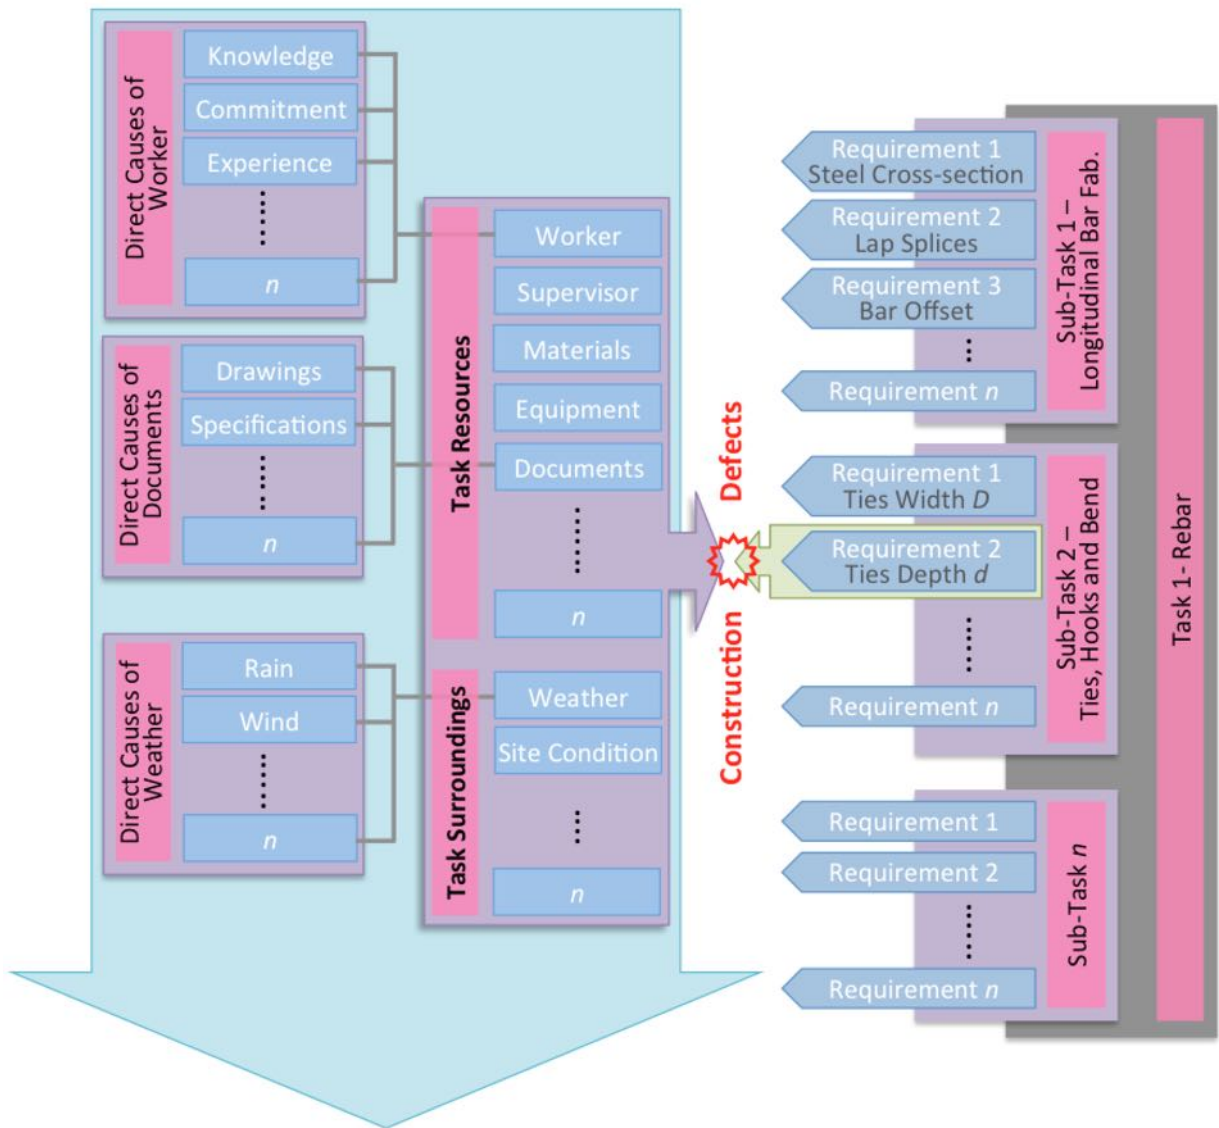 Direct Causes of
Worker
Knowledge
Commitment
Experience
n
Direct Causes of
Documents
Drawings
Specifications
n
Direct Causes of
Weather
Rain
Wind
n
Task Resources
Worker
Supervisor
Materials
Equipment
Documents
n
Task Surroundings
Weather
Site Condition
n
Construction Defects
Requirement 1
Steel Cross-section
Requirement 2
Lap Splices
Requirement 3
Bar Offset
Requirement n
Sub-Task 1 –
Longitudinal Bar Fab.
Requirement 1
Ties Width D
Requirement 2
Ties Depth d
Requirement n
Sub-Task 2 –
Ties, Hooks and Bend
Requirement 1
Requirement 2
Requirement n
Sub-Task n
Task 1- Rebar